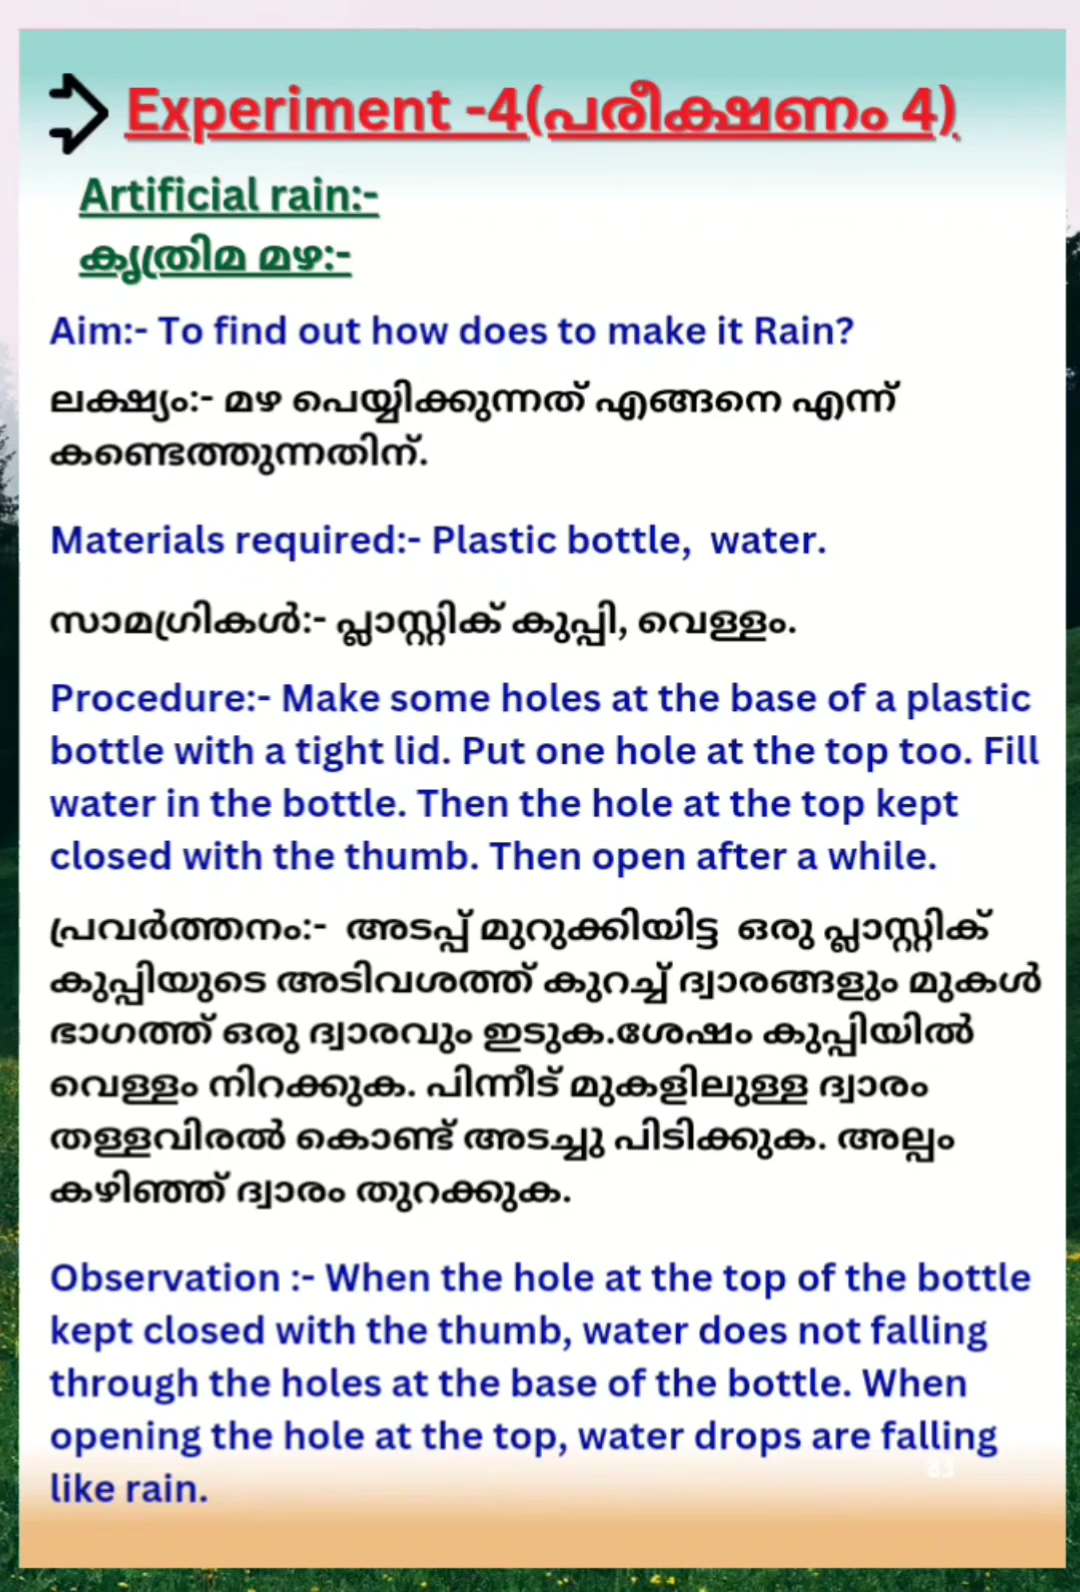 Experiment -4(പരീക്ഷണം 4)
Artificial rain:-
കൃത്രിമ മഴ:-
Aim:- To find out how does to make it Rain?
ലക്ഷ്യം:- മഴ പെയ്യിക്കുന്നത് എങ്ങനെ എന്ന്
കണ്ടെത്തുന്നതിന്.
Materials required:- Plastic bottle, water.
സാമഗ്രികൾ:- പ്ലാസ്റ്റിക് കുപ്പി, വെള്ളം.
Procedure:- Make some holes at the base of a plastic
bottle with a tight lid. Put one hole at the top too. Fill
water in the bottle. Then the hole at the top kept
closed with the thumb. Then open after a while.
പ്രവർത്തനം:- അടപ്പ് മുറുക്കിയിട്ട ഒരു പ്ലാസ്റ്റിക്
കുപ്പിയുടെ അടിവശത്ത് കുറച്ച് ദ്വാരങ്ങളും മുകൾ
ഭാഗത്ത് ഒരു ദ്വാരവും ഇടുക.ശേഷം കുപ്പിയിൽ
വെള്ളം നിറക്കുക. പിന്നീട് മുകളിലുള്ള ദ്വാരം
തള്ളവിരൽ കൊണ്ട് അടച്ചു പിടിക്കുക. അല്പം
കഴിഞ്ഞ് ദ്വാരം തുറക്കുക.
Observation :- When the hole at the top of the bottle
kept closed with the thumb, water does not falling
through the holes at the base of the bottle. When
opening the hole at the top, water drops are falling
like rain.
83